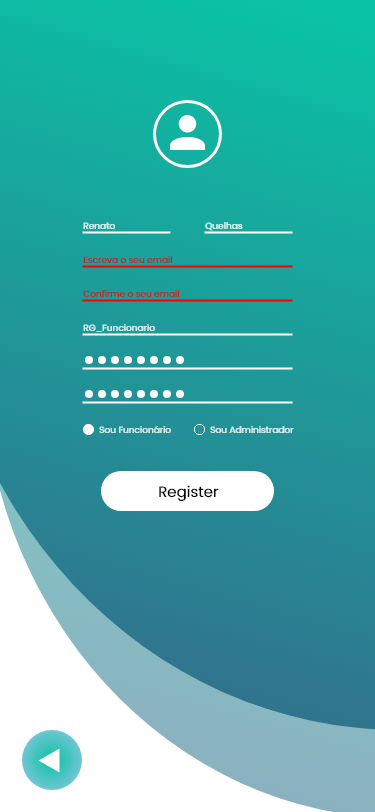 Renato Quelhas
Escreva o seu email
Confirme o seu email
RG_Funcionario
Sou Funcionário Sou Administrador
Register